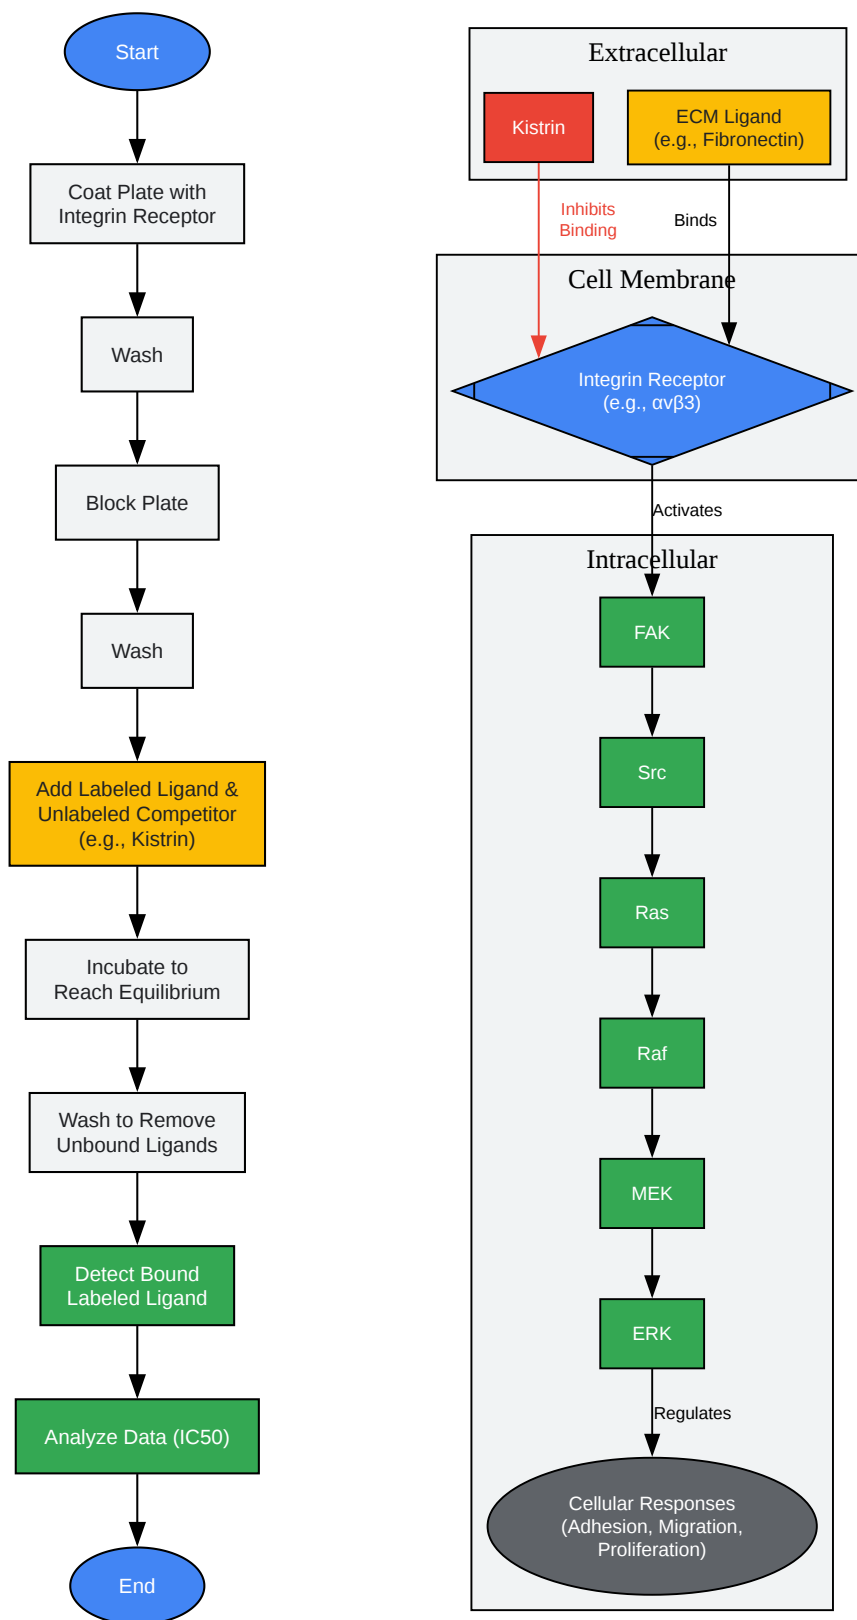 Start
Coat Plate with
Integrin Receptor
Wash
Block Plate
Wash
Add Labeled Ligand &
Unlabeled Competitor
(e.g., Kistrin)
Incubate to
Reach Equilibrium
Wash to Remove
Unbound Ligands
Detect Bound
Labeled Ligand
Analyze Data (IC50)
End
Extracellular
Kistrin
ECM Ligand
(e.g., Fibronectin)
Inhibits
Binding
Binds
Cell Membrane
Integrin Receptor
(e.g., αvβ3)
Activates
Intracellular
FAK
Src
Ras
Raf
MEK
ERK
Regulates
Cellular Responses
(Adhesion, Migration,
Proliferation)